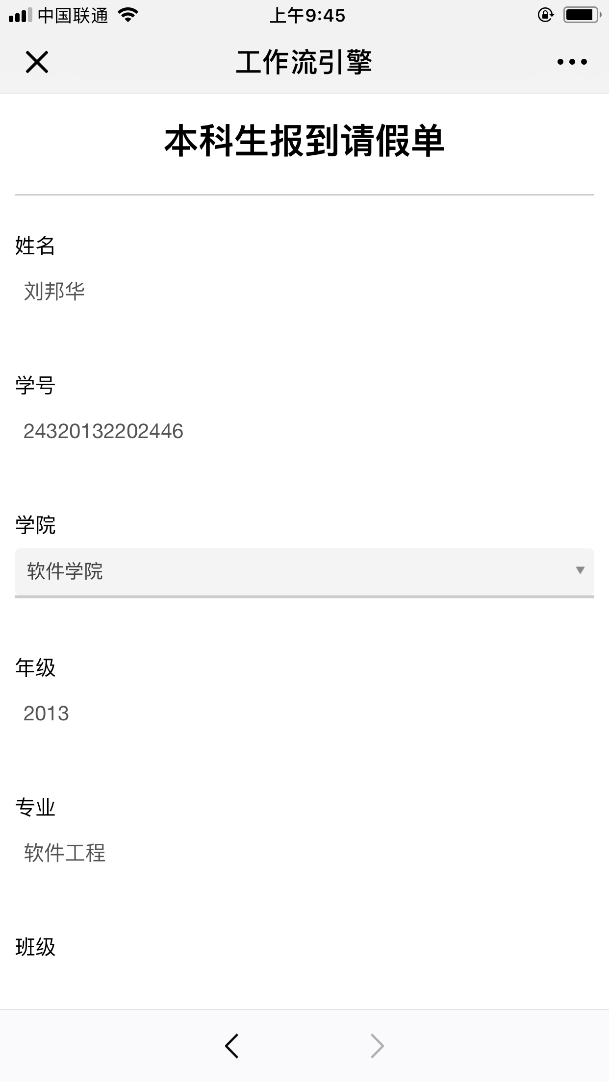 中国联通
上午9:45
工作流引擎
本科生报到请假单
姓名
刘邦华
学号
24320132202446
学院
软件学院
年级
2013
专业
软件工程
班级